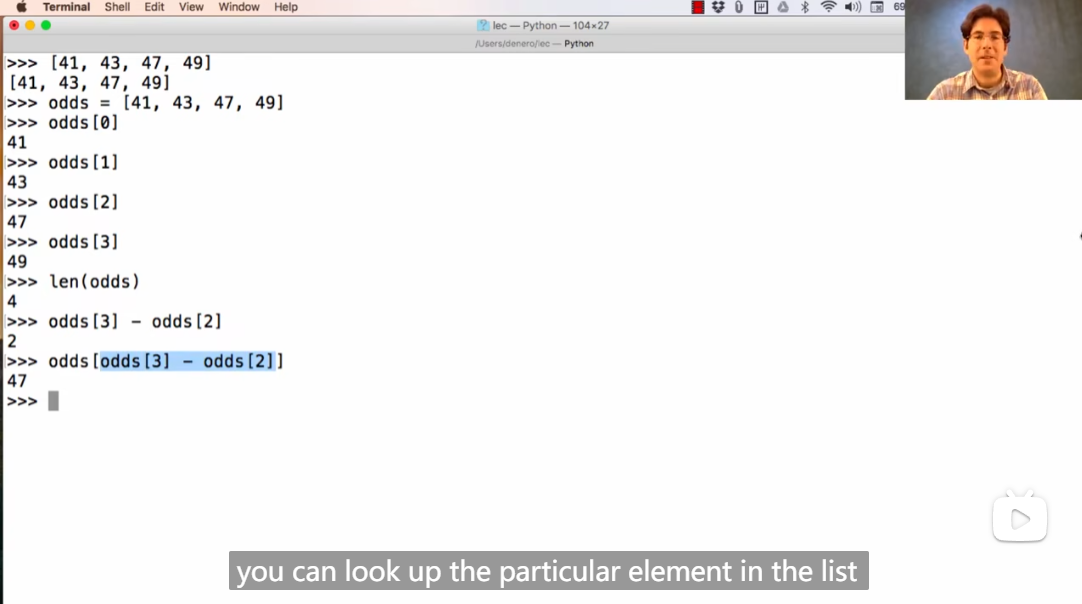 Terminal Shell Edit View Window Help 69
lec — Python — 104×27
/Users/denero/lec — Python
>>> [41, 43, 47, 49]
[41, 43, 47, 49]
>>> odds = [41, 43, 47, 49]
>>> odds[0]
41
>>> odds[1]
43
>>> odds[2]
47
>>> odds[3]
49
>>> len(odds)
4
>>> odds[3] - odds[2]
2
>>> odds[odds[3] - odds[2]]
47
>>>
you can look up the particular element in the list